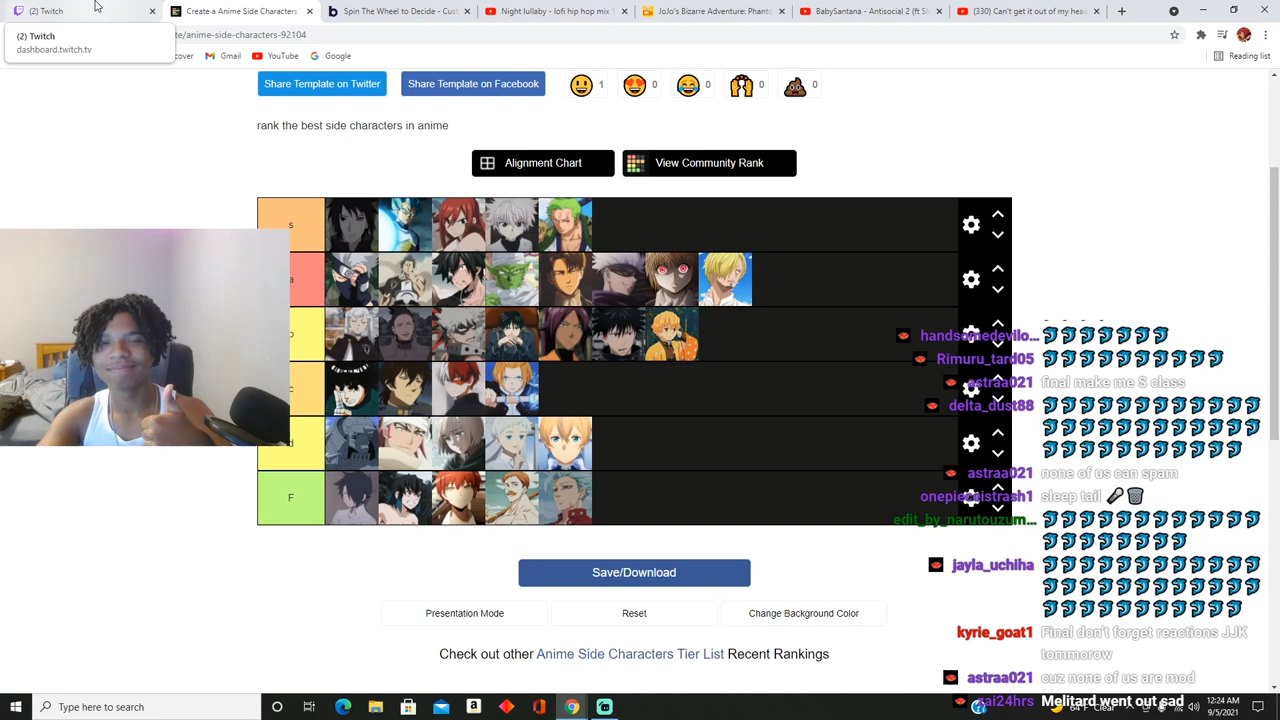 (2) Twitch
Create a Anime Side Characters
Spin The Wheel to Decide - Cust
Night lullaby - lofi hip hop mix
JoJo's Bizarre Adventure: Phanto
BabySantana - Antisocial 2 (ft Sl
(330) Can't get it out of my hea
(2) Twitch
dashboard.twitch.tv
te/anime-side-characters-92104
cover
Gmail
YouTube
Google
Reading list
Share Template on Twitter
Share Template on Facebook
1
0
0
0
0
rank the best side characters in anime
Alignment Chart
View Community Rank
s
a
d
F
handsomedevilo...
Rimuru_tard05
astraa021 final make me S class
delta_dust88
astraa021 none of us can spam
onepieceistrash1 sleep tail
edit_by_narutouzum...
jayla_uchiha
kyrie_goat1 Final don't forget reactions JJK
tommorow
astraa021 cuz none of us are mod
zai24hrs Melitard went out sad
Save/Download
Presentation Mode
Reset
Change Background Color
Check out other Anime Side Characters Tier List Recent Rankings
Type here to search
Clear
12:24 AM
9/5/2021